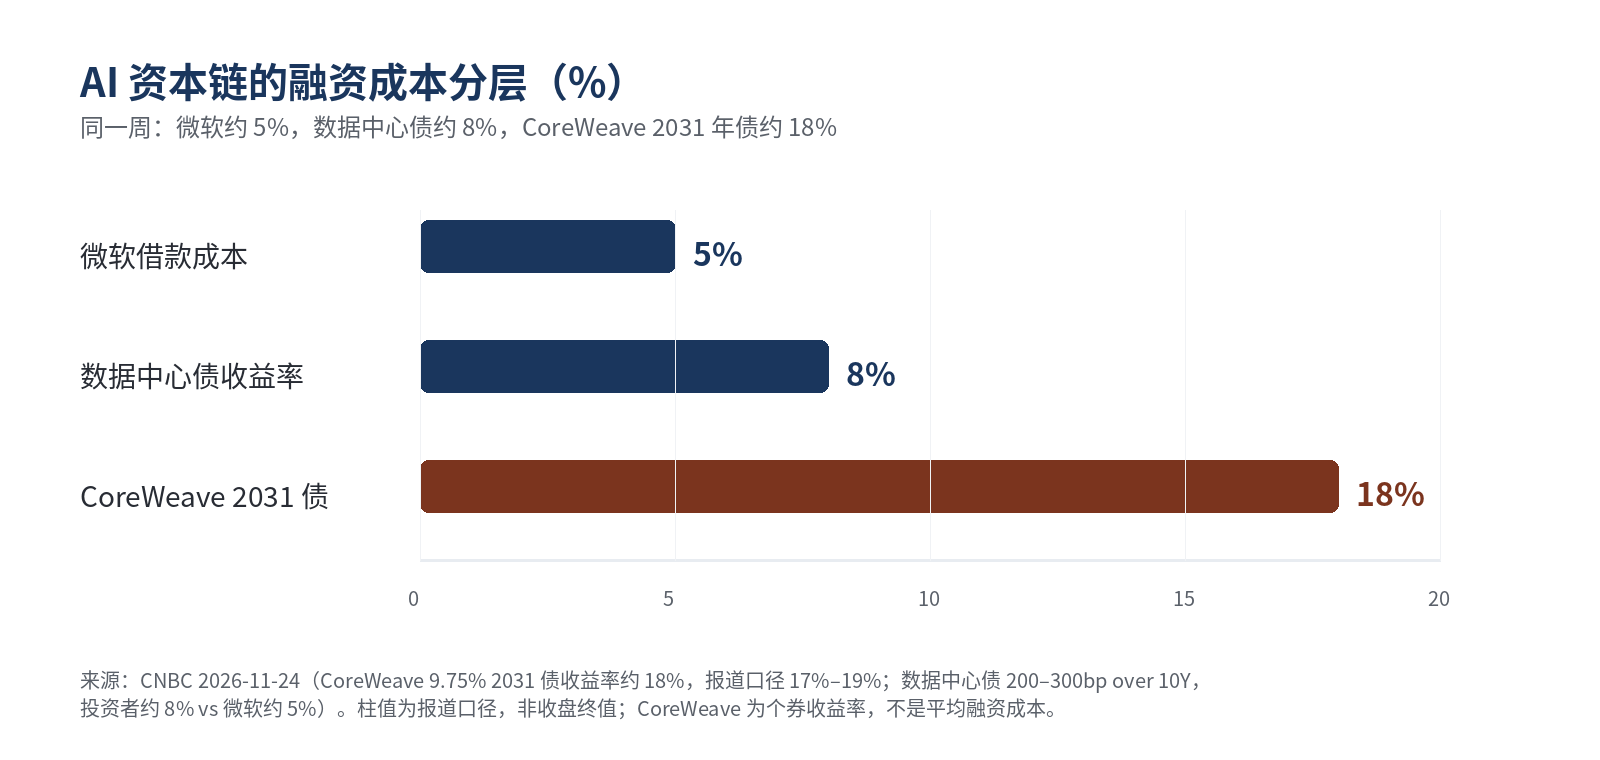 AI 资本链的融资成本分层（%）
同一周：微软约 5%，数据中心债约 8%，CoreWeave 2031 年债约 18%
微软借款成本
5%
数据中心债收益率
8%
CoreWeave 2031 债
18%
0 5 10 15 20
来源：CNBC 2026-11-24（CoreWeave 9.75% 2031 债收益率约 18%，报道口径 17%–19%；数据中心债 200–300bp over 10Y，
投资者约 8% vs 微软约 5%）。柱值为报道口径，非收盘终值；CoreWeave 为个券收益率，不是平均融资成本。